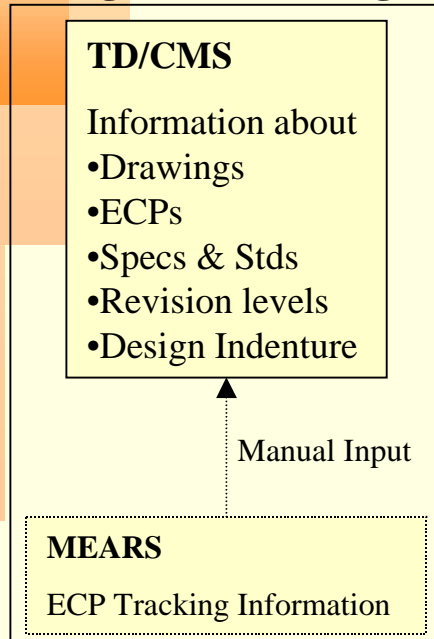 TD/CMS
Information about
•Drawings
•ECPs
•Specs & Stds
•Revision levels
•Design Indenture
Manual Input
MEARS
ECP Tracking Information